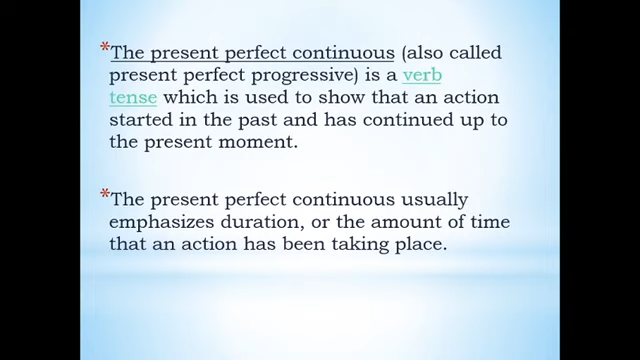 *The present perfect continuous (also called
present perfect progressive) is a verb
tense which is used to show that an action
started in the past and has continued up to
the present moment.
*The present perfect continuous usually
emphasizes duration, or the amount of time
that an action has been taking place.